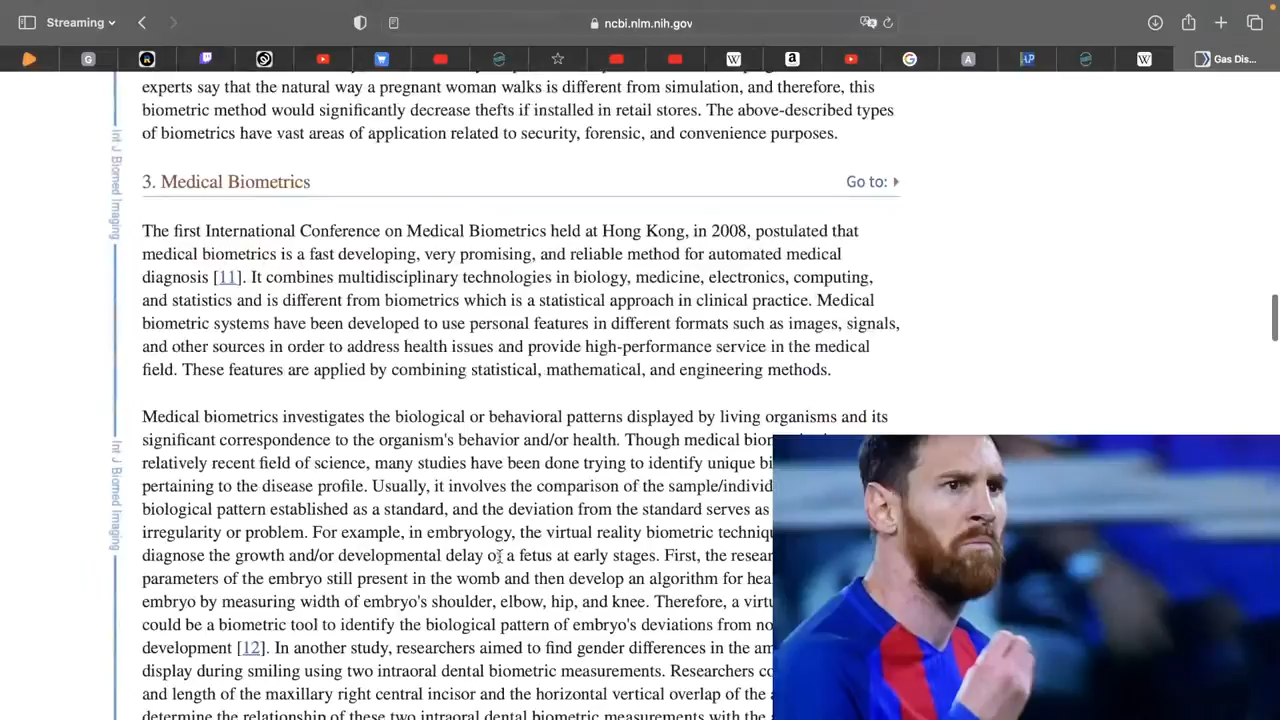 Streaming
ncbi.nlm.nih.gov
Gas Dis...
experts say that the natural way a pregnant woman walks is different from simulation, and therefore, this
biometric method would significantly decrease thefts if installed in retail stores. The above-described types
of biometrics have vast areas of application related to security, forensic, and convenience purposes.
3. Medical Biometrics
Go to:
The first International Conference on Medical Biometrics held at Hong Kong, in 2008, postulated that
medical biometrics is a fast developing, very promising, and reliable method for automated medical
diagnosis [11]. It combines multidisciplinary technologies in biology, medicine, electronics, computing,
and statistics and is different from biometrics which is a statistical approach in clinical practice. Medical
biometric systems have been developed to use personal features in different formats such as images, signals,
and other sources in order to address health issues and provide high-performance service in the medical
field. These features are applied by combining statistical, mathematical, and engineering methods.
Medical biometrics investigates the biological or behavioral patterns displayed by living organisms and its
significant correspondence to the organism's behavior and/or health. Though medical
relatively recent field of science, many studies have been done trying to identify unique
pertaining to the disease profile. Usually, it involves the comparison of the
biological pattern established as a standard, and the deviation from the standard serves as
irregularity or problem. For example, in embryology, the virtual reality biometric
diagnose the growth and/or developmental delay of a fetus at early stages. First, the
parameters of the embryo still present in the womb and then develop an algorithm for
embryo by measuring width of embryo's shoulder, elbow, hip, and knee. Therefore, a
could be a biometric tool to identify the biological pattern of embryo's deviations from
development [12]. In another study, researchers aimed to find gender differences in the
display during smiling using two intraoral dental biometric measurements. Researchers
and length of the maxillary right central incisor and the horizontal vertical overlap of the
determine the relationship of these two intraoral dental biometric measurements with the
Int J Biomed Imaging
Int J Biomed Imaging